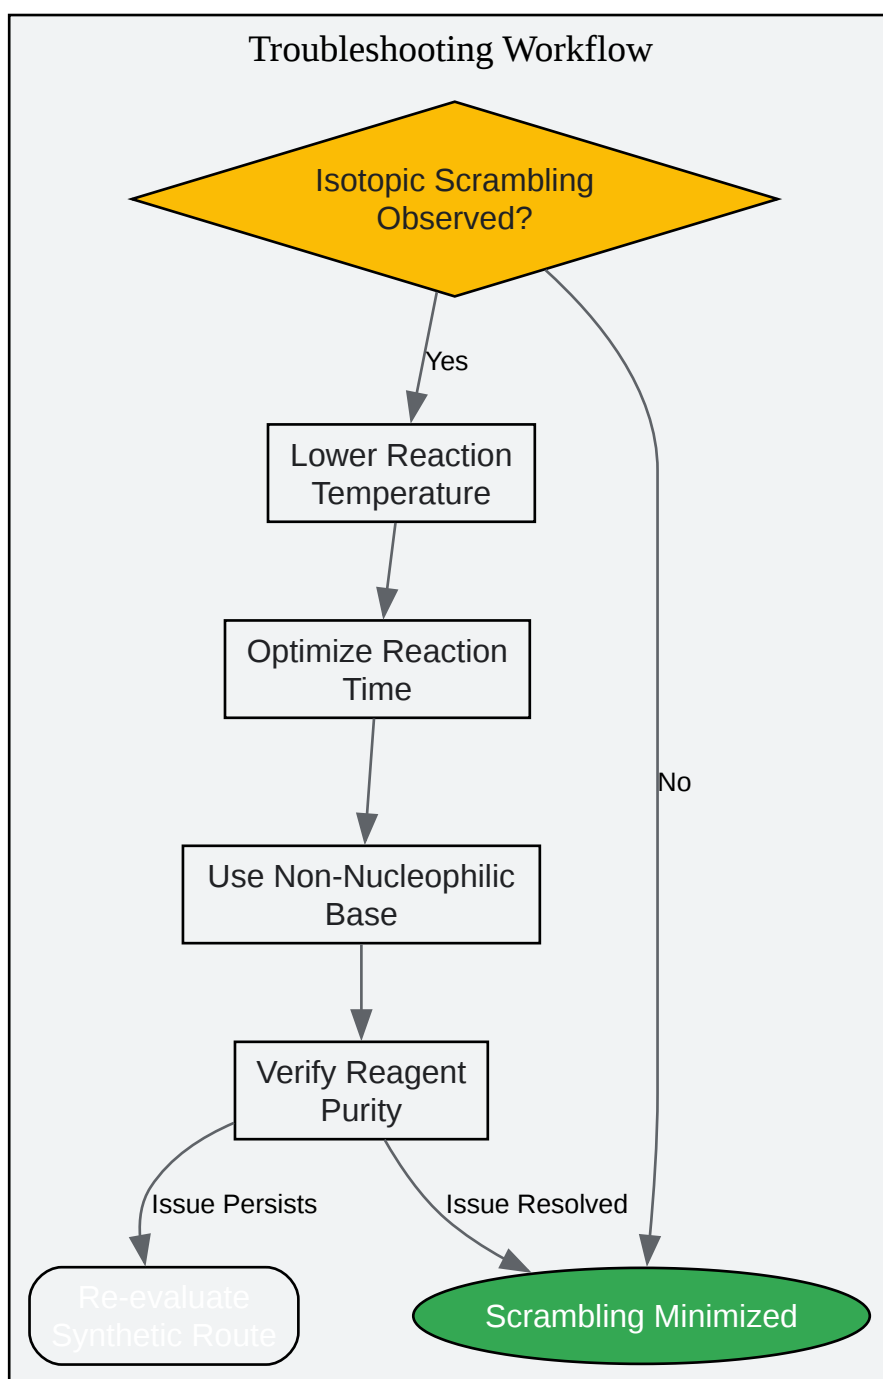 Troubleshooting Workflow
Isotopic Scrambling
Observed?
Yes
Lower Reaction
Temperature
Optimize Reaction
Time
No
Use Non-Nucleophilic
Base
Verify Reagent
Purity
Issue Persists
Issue Resolved
Re-evaluate
Synthetic Route
Scrambling Minimized